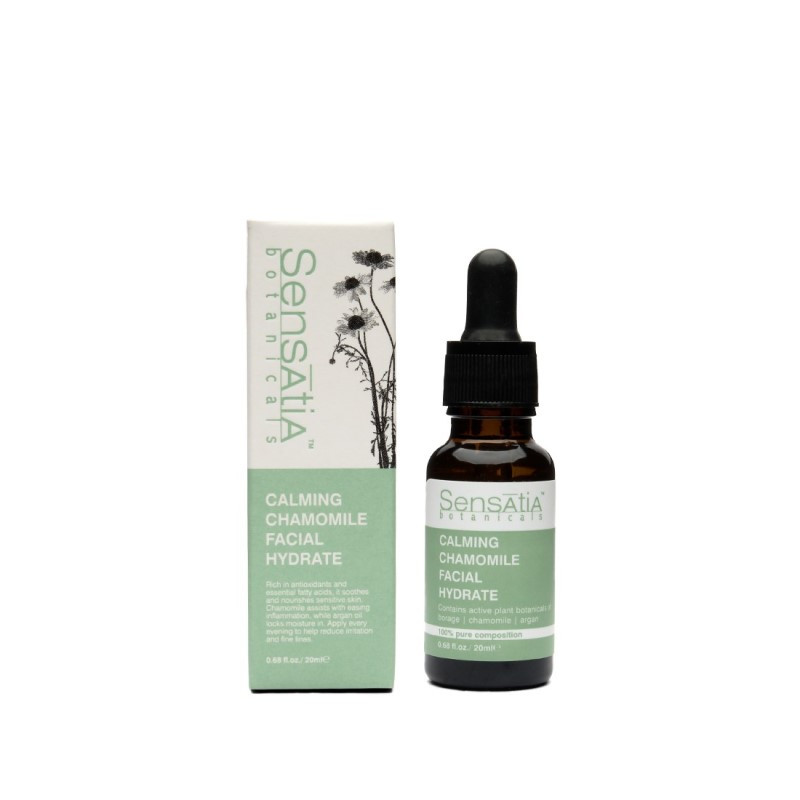 SensAtiA™
botanicals
CALMING
CHAMOMILE
FACIAL
HYDRATE
Rich in antioxidants and
essential fatty acids, it soothes
and nourishes sensitive skin.
Chamomile assists with easing
inflammation, while argan oil
locks moisture in. Apply every
evening to help reduce irritation
and fine lines.
0.68 fl.oz./ 20ml℮
SensAtiA™
botanicals
CALMING
CHAMOMILE
FACIAL
HYDRATE
Contains active plant botanicals
borage | chamomile | argan
100% pure composition
0.68 fl.oz./ 20ml